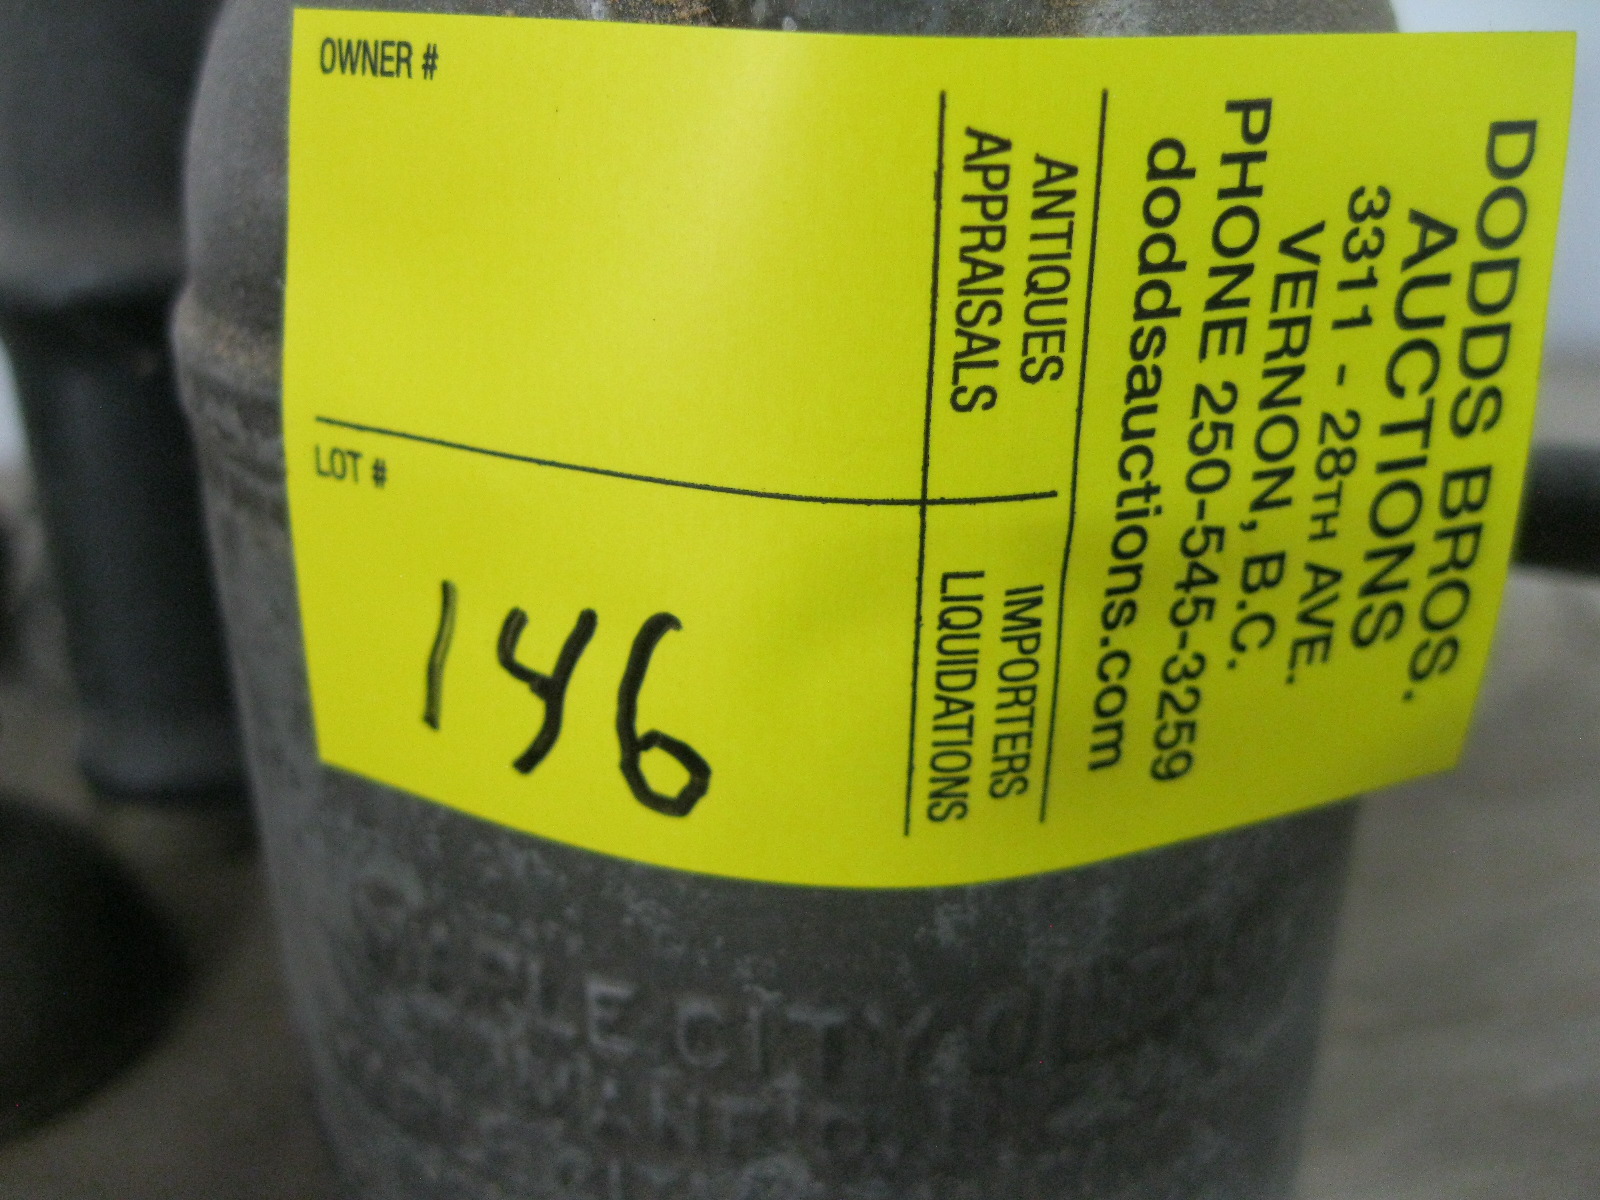 DODDS BROS.
AUCTIONS
3311 - 28TH AVE.
VERNON, B.C.
PHONE 250-545-3259
doddsauctions.com
ANTIQUES
APPRAISALS
IMPORTERS
LIQUIDATIONS
OWNER #
LOT #
146
CITY